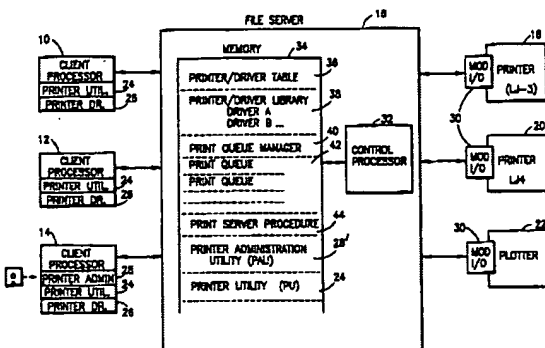 FILE SERVER
16
10
CLIENT
PROCESSOR
PRINTER UTIL.
PRINTER DR.
24
26
12
CLIENT
PROCESSOR
PRINTER UTIL.
PRINTER DR.
24
26
14
CLIENT
PROCESSOR
PRINTER ADMIN
PRINTER UTIL.
PRINTER DR.
28
24
26
MEMORY
34
PRINTER/DRIVER TABLE
36
PRINTER/DRIVER LIBRARY
DRIVER A
DRIVER B ...
38
PRINT QUEUE MANAGER
40
PRINT QUEUE
42
PRINT QUEUE
PRINT SERVER PROCEDURE
44
PRINTER ADMINISTRATION
UTILITY (PAU)
28'
PRINTER UTILITY (PU)
24
32
CONTROL
PROCESSOR
18
MOD
I/O
PRINTER
(LJ-3)
30
20
MOD
I/O
PRINTER
LJ4
30
22
MOD
I/O
PLOTTER